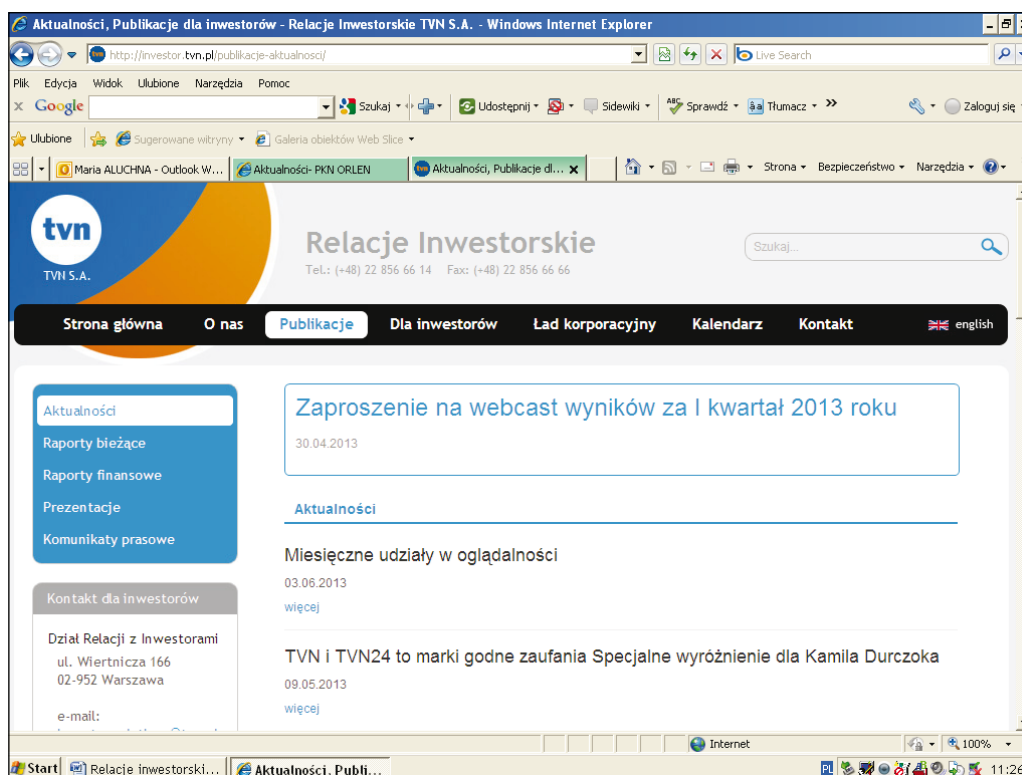 Aktualności, Publikacje dla inwestorów - Relacje Inwestorskie TVN S.A. - Windows Internet Explorer
http://investor.tvn.pl/publikacje-aktualnosci/
Live Search
Plik Edycja Widok Ulubione Narzędzia Pomoc
x Google Szukaj Udostępnij Sidewiki Sprawdź Tłumacz Zaloguj się
Ulubione Sugerowane witryny Galeria obiektów Web Slice
Maria ALUCHNA - Outlook W... Aktualności- PKN ORLEN Aktualności, Publikacje dl... x Strona Bezpieczeństwo Narzędzia
tvn
TVN S.A.
Relacje Inwestorskie
Tel.: (+48) 22 856 66 14 Fax: (+48) 22 856 66 66
Szukaj...
Strona główna O nas Publikacje Dla inwestorów Ład korporacyjny Kalendarz Kontakt english
Aktualności
Raporty bieżące
Raporty finansowe
Prezentacje
Komunikaty prasowe
Kontakt dla inwestorów
Dział Relacji z Inwestorami
ul. Wiertnicza 166
02-952 Warszawa
e-mail:
Zaproszenie na webcast wyników za I kwartał 2013 roku
30.04.2013
Aktualności
Miesięczne udziały w oglądalności
03.06.2013
więcej
TVN i TVN24 to marki godne zaufania Specjalne wyróżnienie dla Kamila Durczoka
09.05.2013
więcej
Internet 100%
Start Relacje inwestorski... Aktualności, Publi... PL 11:26